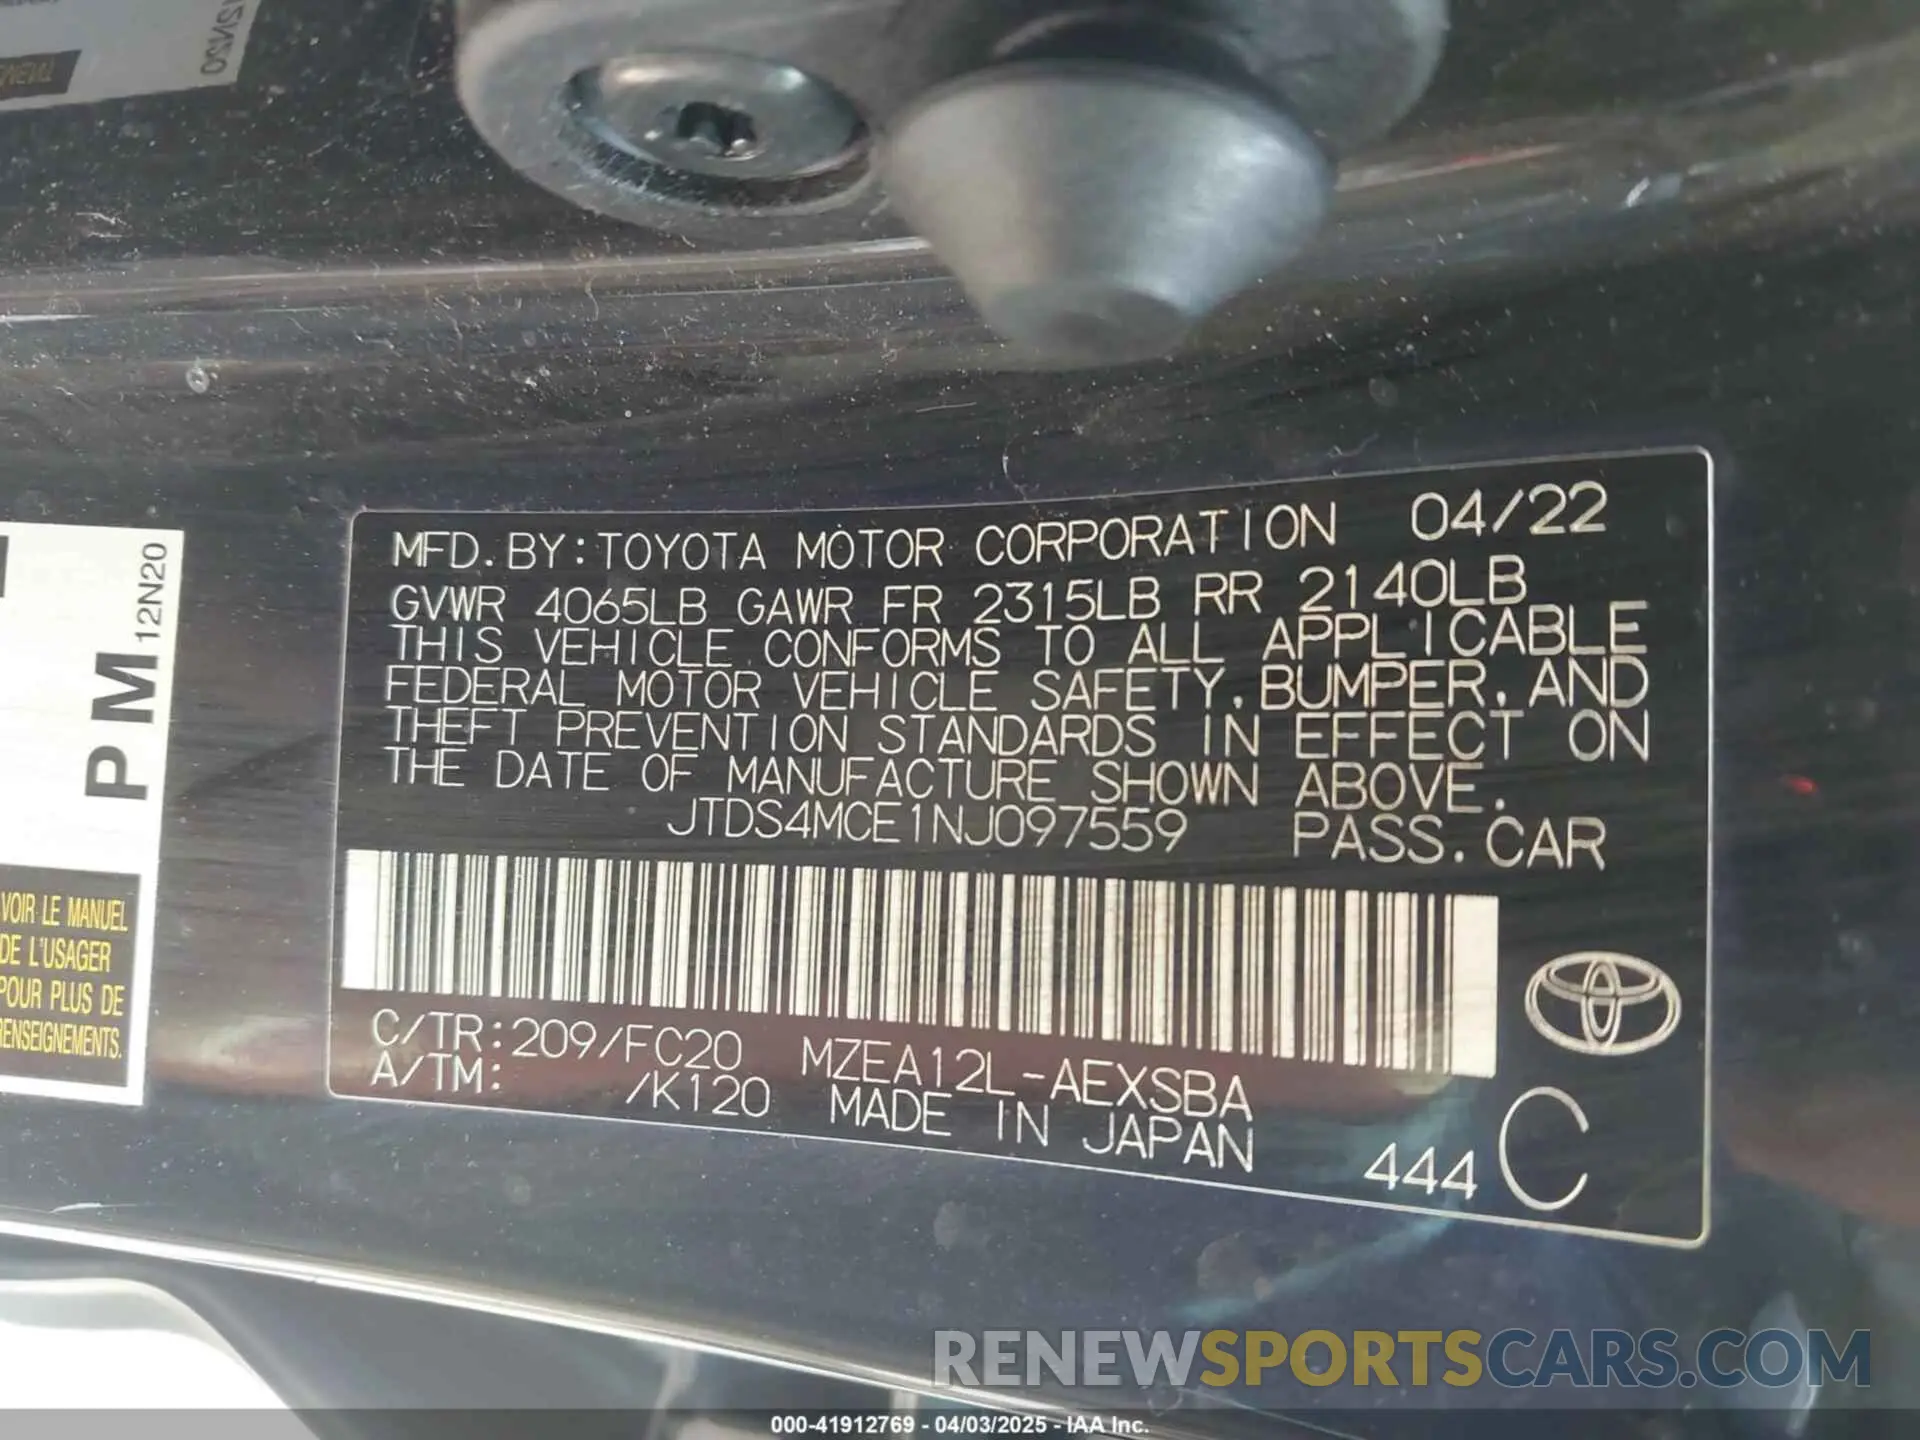 MFD. BY: TOYOTA MOTOR CORPORATION 04/22
GVWR 4065LB GAWR FR 2315LB RR 2140LB
THIS VEHICLE CONFORMS TO ALL APPLICABLE
FEDERAL MOTOR VEHICLE SAFETY, BUMPER, AND
THEFT PREVENTION STANDARDS IN EFFECT ON
THE DATE OF MANUFACTURE SHOWN ABOVE.
JTDS4MCE1NJ097559 PASS. CAR
C/TR: 209/FC20 MZEA12L-AEXSBA
A/TM: /K120 MADE IN JAPAN
444 C
PM 12N20
VOIR LE MANUEL
DE L'USAGER
POUR PLUS DE
RENSEIGNEMENTS.
RENEWSPORTSCARS.COM
000-41912769 - 04/03/2025 - IAA Inc.